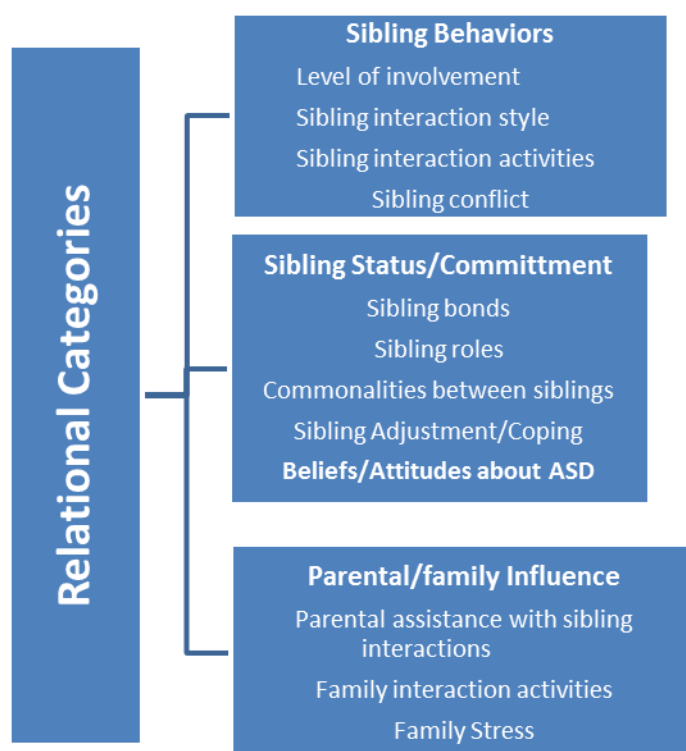 Relational Categories
Sibling Behaviors
Level of involvement
Sibling interaction style
Sibling interaction activities
Sibling conflict
Sibling Status/Committment
Sibling bonds
Sibling roles
Commonalities between siblings
Sibling Adjustment/Coping
Beliefs/Attitudes about ASD
Parental/family Influence
Parental assistance with sibling
interactions
Family interaction activities
Family Stress